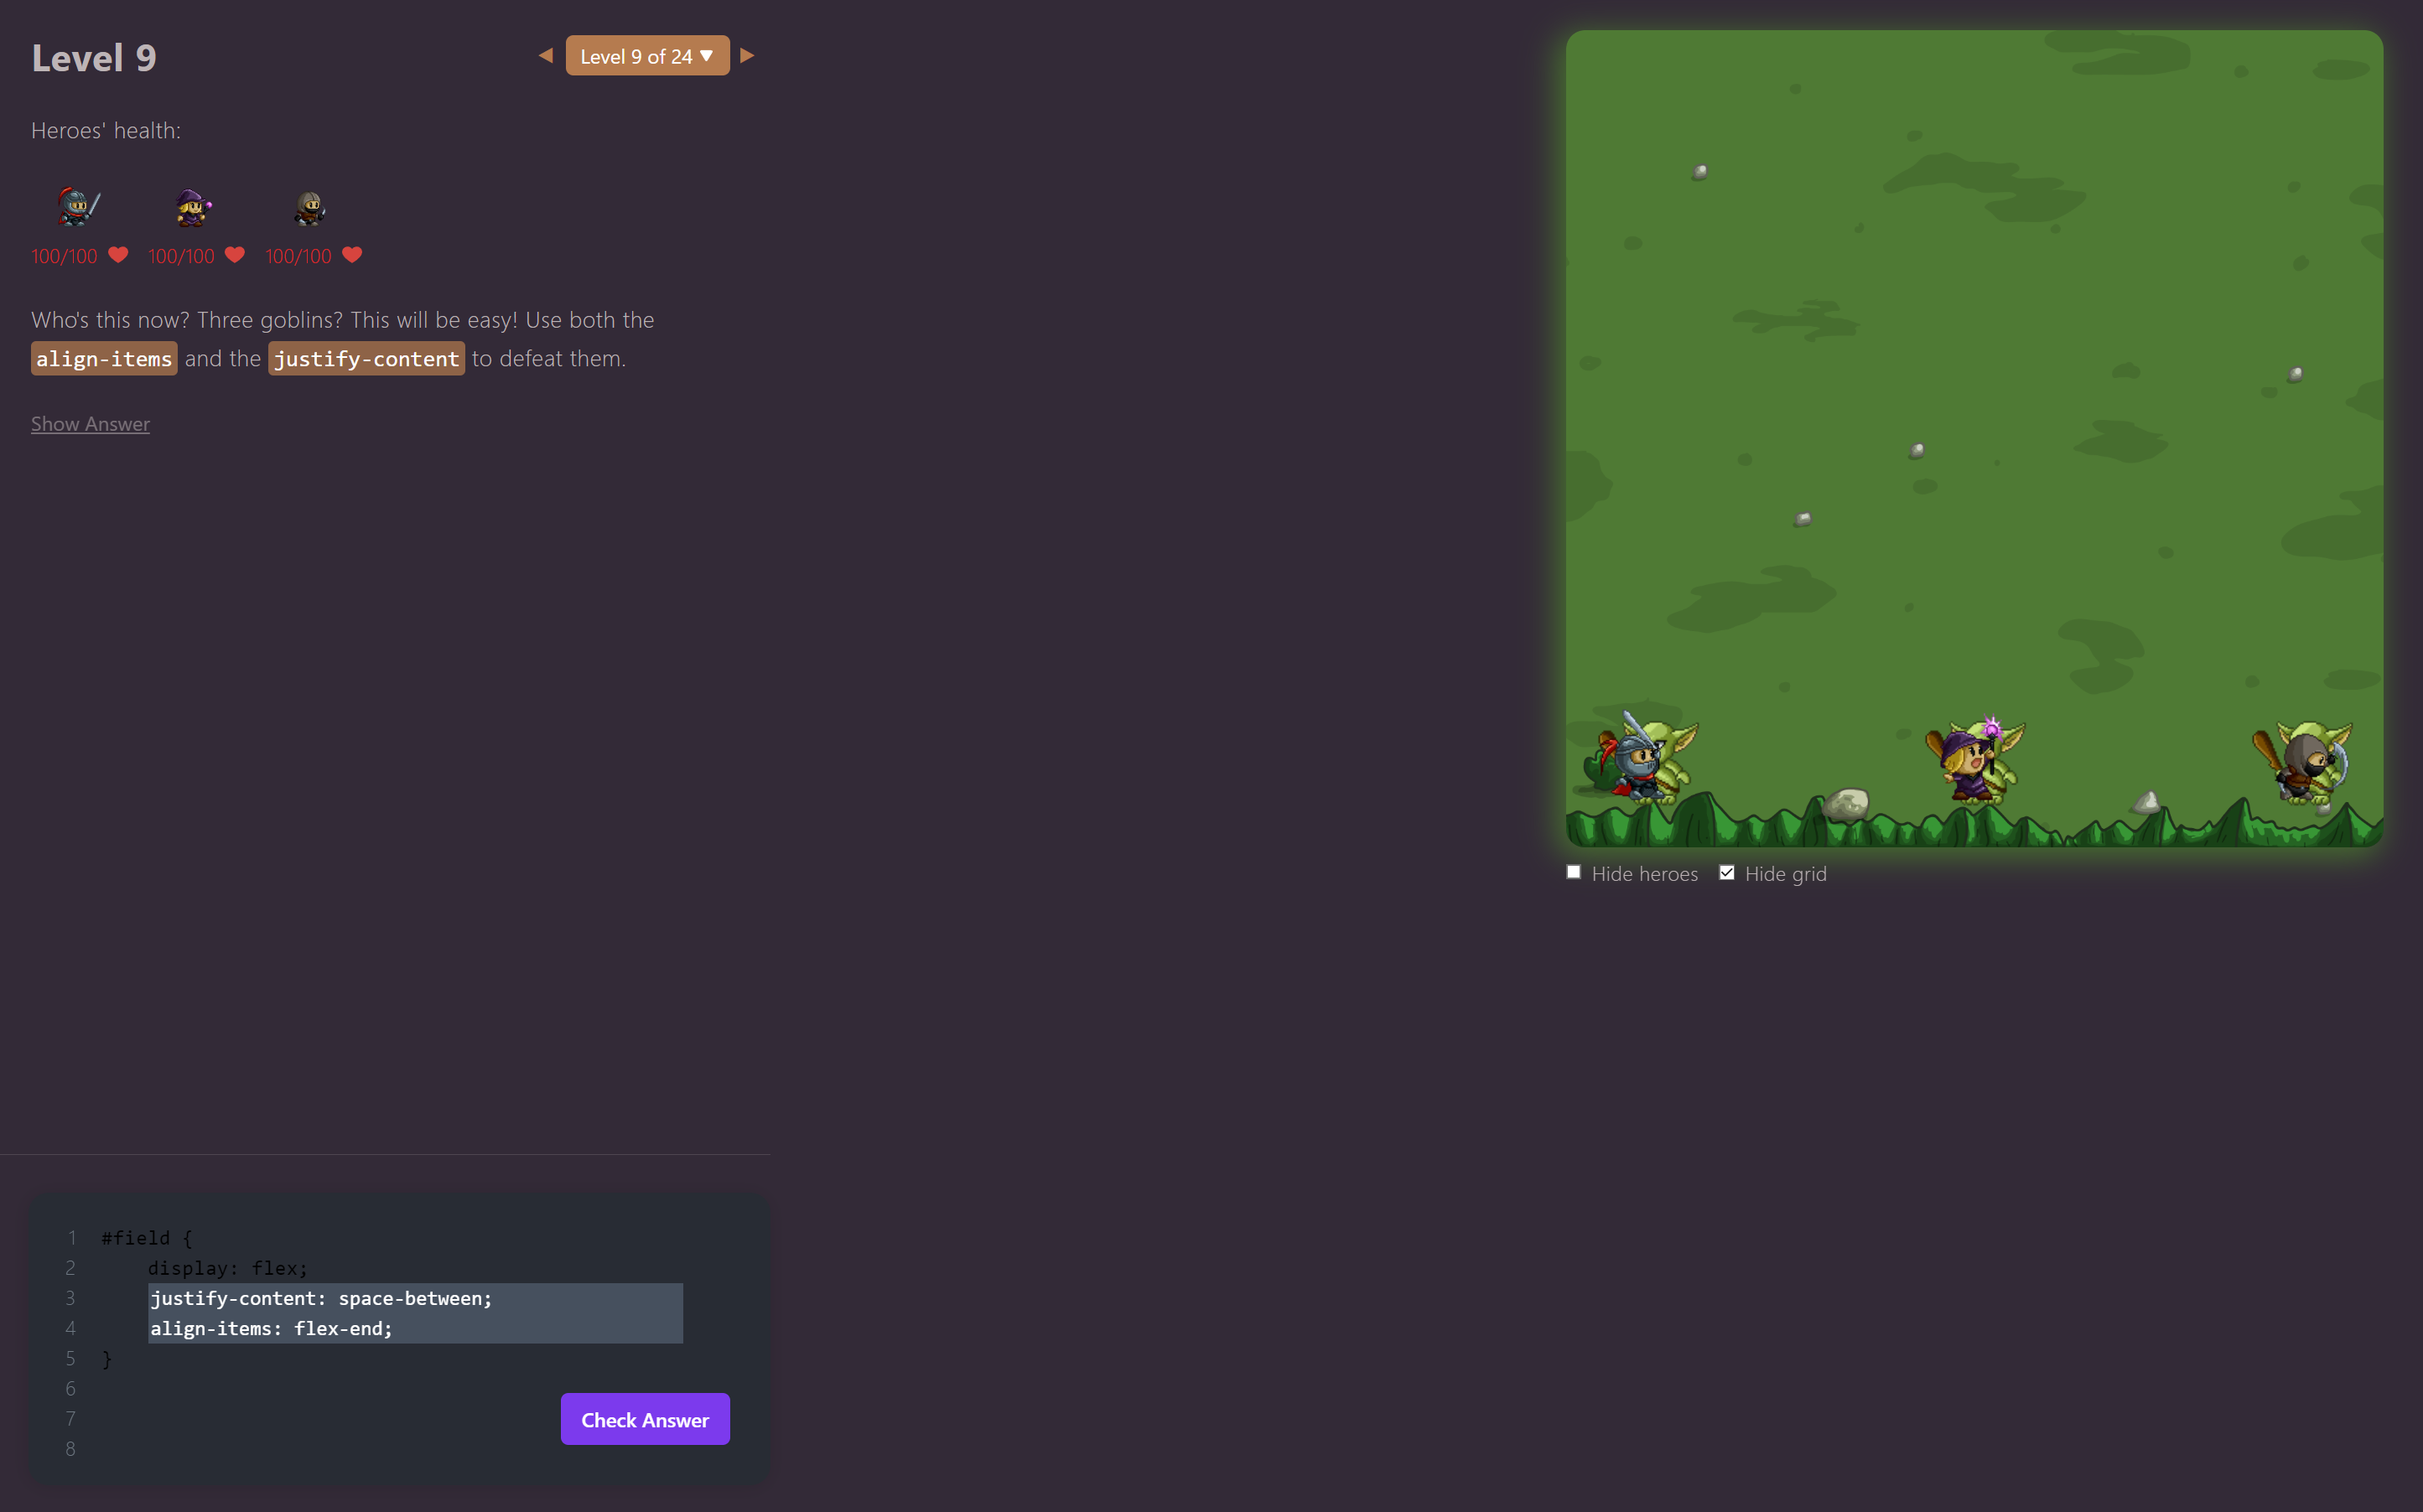 Level 9
Level 9 of 24
Heroes' health:
100/100 100/100 100/100
Who's this now? Three goblins? This will be easy! Use both the
align-items and the justify-content to defeat them.
Show Answer
Hide heroes Hide grid
1 #field {
2 display: flex;
3 justify-content: space-between;
4 align-items: flex-end;
5 }
6
7
8
Check Answer